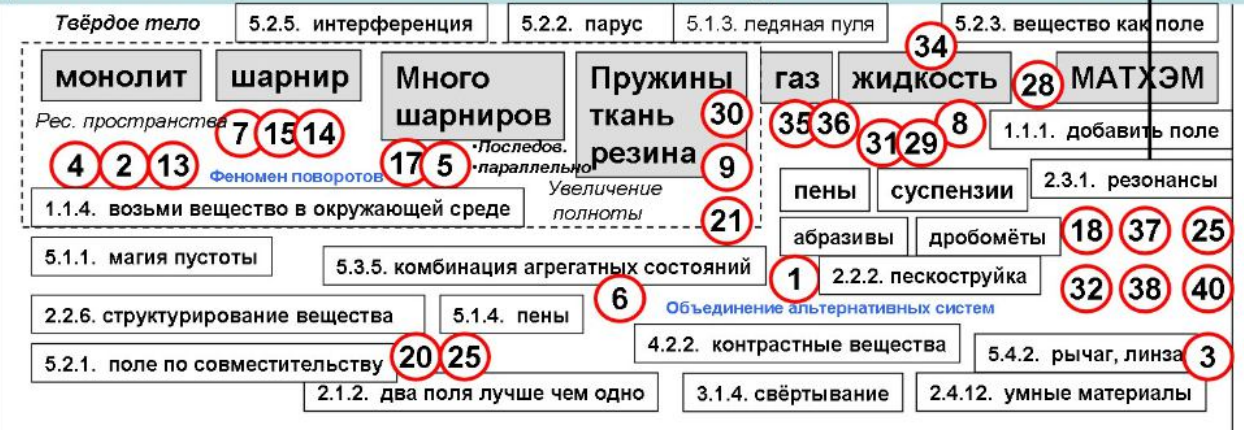 Твёрдое тело
5.2.5. интерференция
5.2.2. парус
5.1.3. ледяная пуля
5.2.3. вещество как поле
34
монолит
шарнир
Много
шарниров
Пружины
ткань
резина
газ
жидкость
28
МАТХЭМ
Рес. пространства
7 15 14
30
35 36
31 29 8
1.1.1. добавить поле
4 2 13
Феномен поворотов
17 5
•Последов.
•параллельно
9
Увеличение
полноты
21
пены
суспензии
2.3.1. резонансы
1.1.4. возьми вещество в окружающей среде
абразивы
дробомёты
18 37 25
5.1.1. магия пустоты
5.3.5. комбинация агрегатных состояний
1
2.2.2. пескоструйка
32 38 40
6
Объединение альтернативных систем
2.2.6. структурирование вещества
5.1.4. пены
4.2.2. контрастные вещества
5.4.2. рычаг, линза
3
5.2.1. поле по совместительству
20 25
2.1.2. два поля лучше чем одно
3.1.4. свёртывание
2.4.12. умные материалы